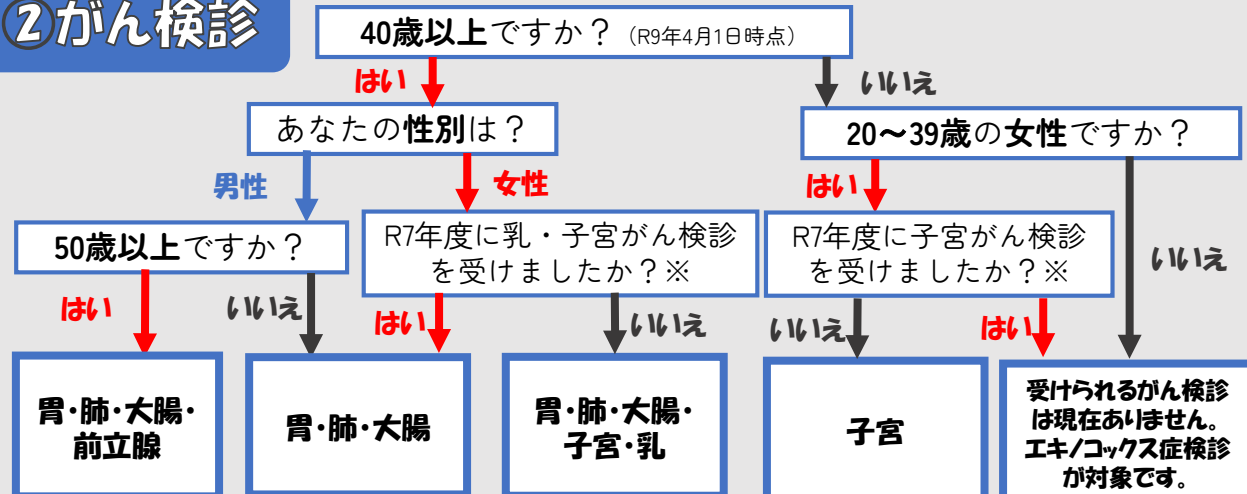 ②がん検診
40歳以上ですか？（R9年4月1日時点）
はい
いいえ
あなたの性別は？
20～39歳の女性ですか？
男性
女性
はい
いいえ
50歳以上ですか？
R7年度に乳・子宮がん検診
を受けましたか？※
R7年度に子宮がん検診
を受けましたか？※
はい
いいえ
はい
いいえ
いいえ
はい
胃・肺・大腸・
前立腺
胃・肺・大腸
胃・肺・大腸・
子宮・乳
子宮
受けられるがん検診
は現在ありません。
エキノコックス症検診
が対象です。